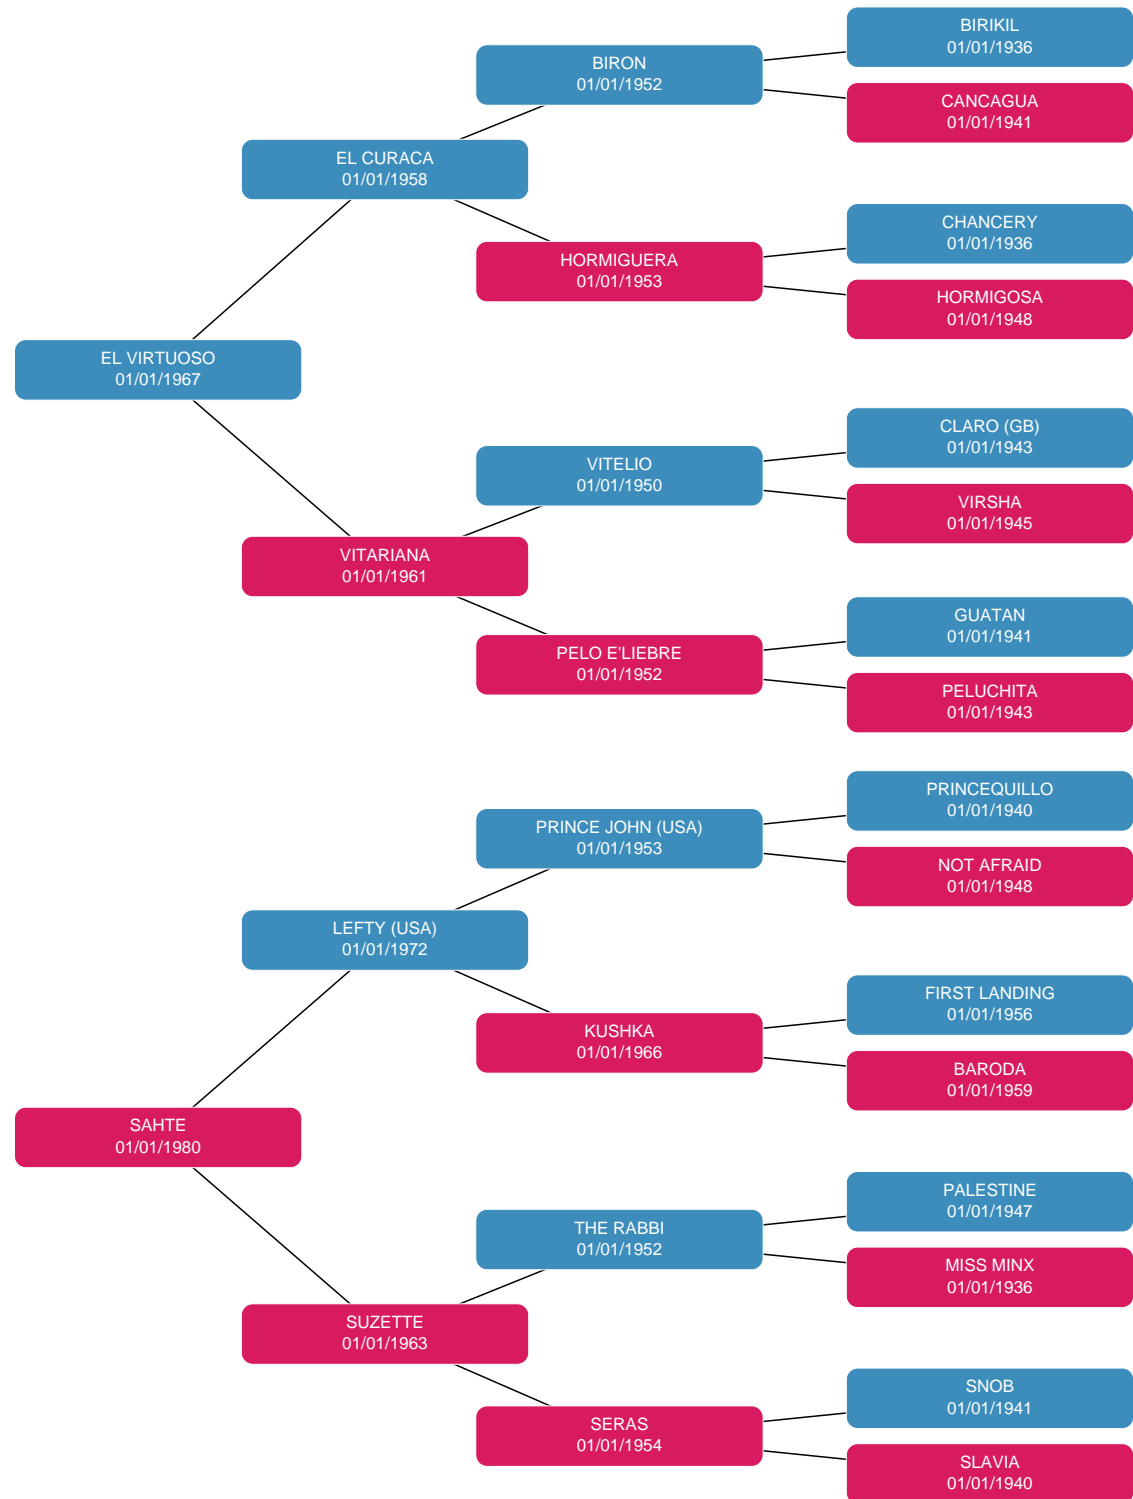 BIRIKIL
01/01/1936
BIRON
01/01/1952
CANCAGUA
01/01/1941
EL CURACA
01/01/1958
CHANCERY
01/01/1936
HORMIGUERA
01/01/1953
HORMIGOSA
01/01/1948
EL VIRTUOSO
01/01/1967
CLARO (GB)
01/01/1943
VITELIO
01/01/1950
VIRSHA
01/01/1945
VITARIANA
01/01/1961
GUATAN
01/01/1941
PELO E'LIEBRE
01/01/1952
PELUCHITA
01/01/1943
PRINCEQUILLO
01/01/1940
PRINCE JOHN (USA)
01/01/1953
NOT AFRAID
01/01/1948
LEFTY (USA)
01/01/1972
FIRST LANDING
01/01/1956
KUSHKA
01/01/1966
BARODA
01/01/1959
SAHTE
01/01/1980
PALESTINE
01/01/1947
THE RABBI
01/01/1952
MISS MINX
01/01/1936
SUZETTE
01/01/1963
SNOB
01/01/1941
SERAS
01/01/1954
SLAVIA
01/01/1940